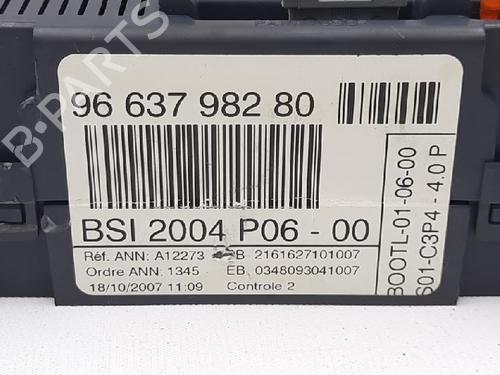 96 637 982 80
BSI 2004 P06 - 00
Réf. ANN: A12273 B. 2161627101007
Ordre ANN: 1345 EB. 0348093041007
18/10/2007 11:09 Controle 2
BOOTL-01-06-00
S01-C3P4 - 4.0 P
B-PARTS